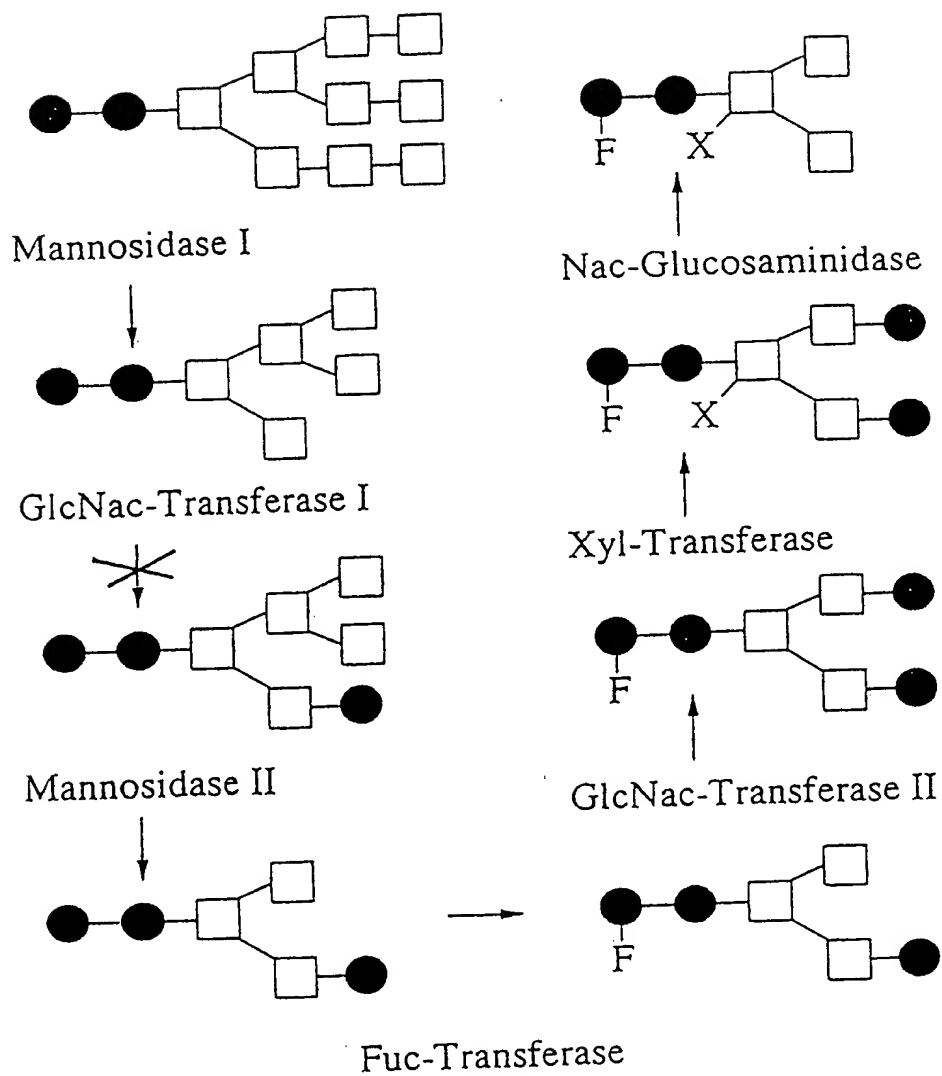 Mannosidase I
GlcNac-Transferase I
Mannosidase II
Fuc-Transferase
F
GlcNac-Transferase II
F
Xyl-Transferase
F
X
Nac-Glucosaminidase
F
X